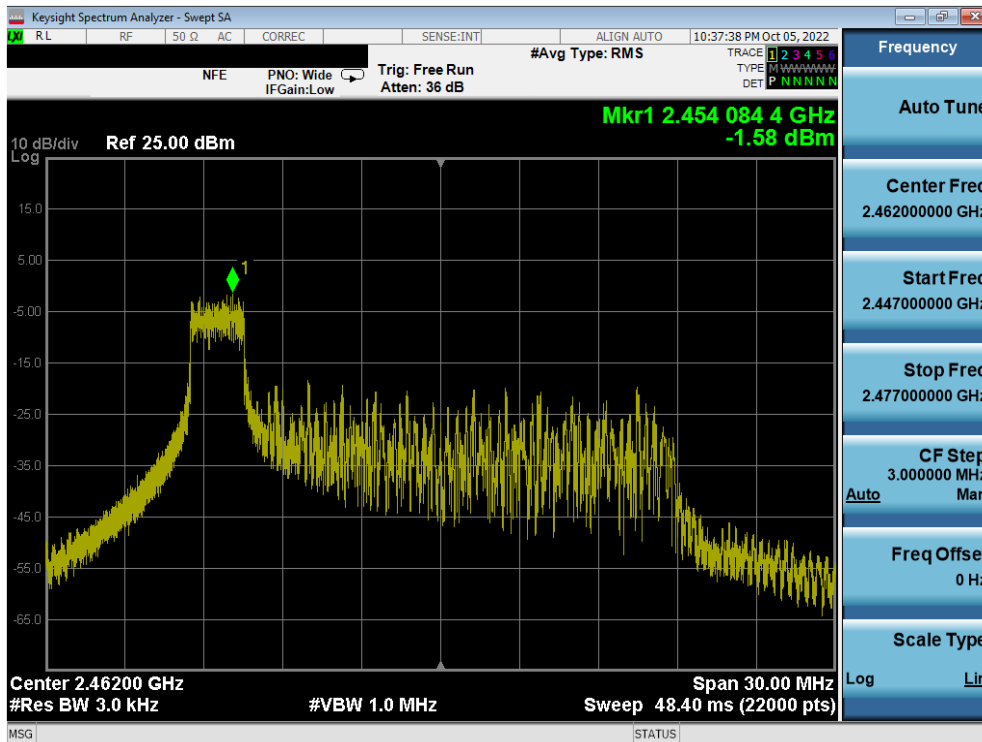 Keysight Spectrum Analyzer - Swept SA
LXI RL RF 50 Ω AC CORREC SENSE:INT ALIGN AUTO 10:37:38 PM Oct 05, 2022
#Avg Type: RMS
TRACE 1 2 3 4 5 6
TYPE M W W W W W
DET P N N N N N
NFE
PNO: Wide
IFGain:Low
Trig: Free Run
Atten: 36 dB
Mkr1 2.454 084 4 GHz
-1.58 dBm
10 dB/div
Log
Ref 25.00 dBm
15.0
5.00
-5.00
-15.0
-25.0
-35.0
-45.0
-55.0
-65.0
1
Center 2.46200 GHz
Span 30.00 MHz
#Res BW 3.0 kHz
#VBW 1.0 MHz
Sweep 48.40 ms (22000 pts)
MSG
STATUS
Frequency
Auto Tune
Center Freq
2.462000000 GHz
Start Freq
2.447000000 GHz
Stop Freq
2.477000000 GHz
CF Step
3.000000 MHz
Auto Man
Freq Offset
0 Hz
Scale Type
Log Lin